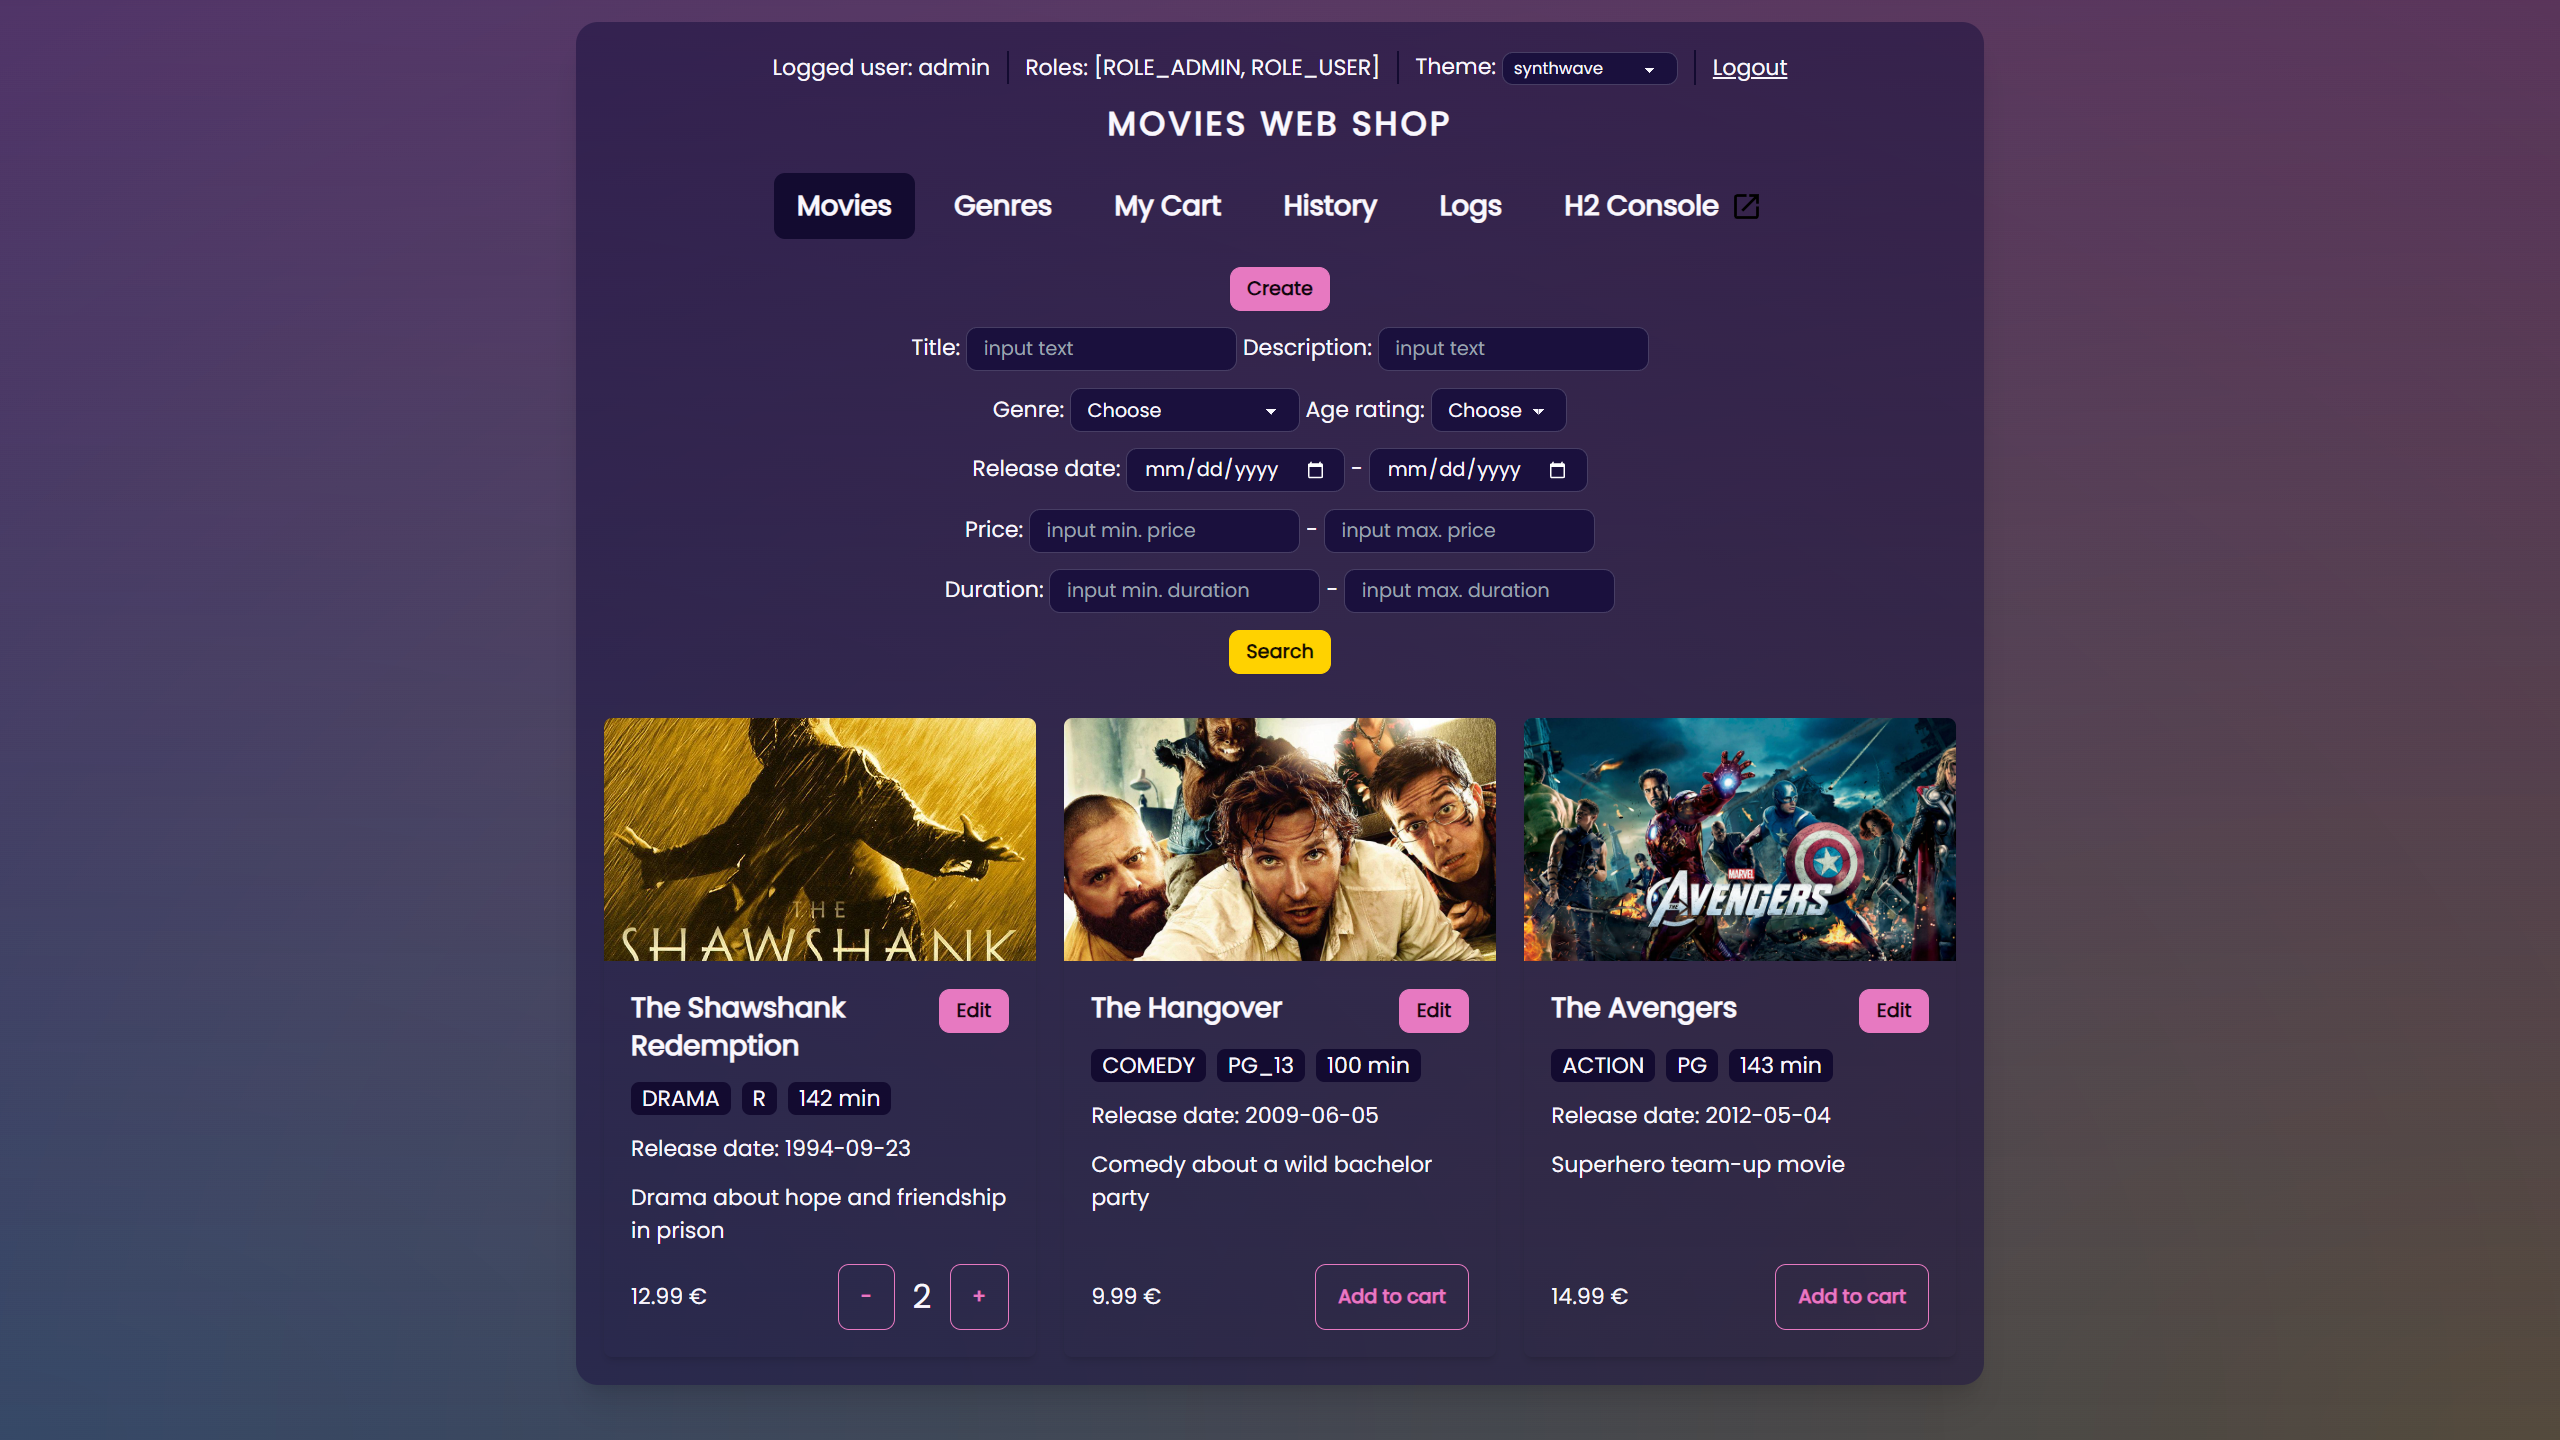 Logged user: admin Roles: [ROLE_ADMIN, ROLE_USER] Theme: synthwave Logout
MOVIES WEB SHOP
Movies Genres My Cart History Logs H2 Console
Create
Title: input text Description: input text
Genre: Choose Age rating: Choose
Release date: mm/dd/yyyy - mm/dd/yyyy
Price: input min. price - input max. price
Duration: input min. duration - input max. duration
Search
THE
SHAWSHANK
The Shawshank
Redemption
Edit
DRAMA R 142 min
Release date: 1994-09-23
Drama about hope and friendship
in prison
12.99 € - 2 +
The Hangover Edit
COMEDY PG_13 100 min
Release date: 2009-06-05
Comedy about a wild bachelor
party
9.99 € Add to cart
MARVEL
THE AVENGERS
The Avengers Edit
ACTION PG 143 min
Release date: 2012-05-04
Superhero team-up movie
14.99 € Add to cart